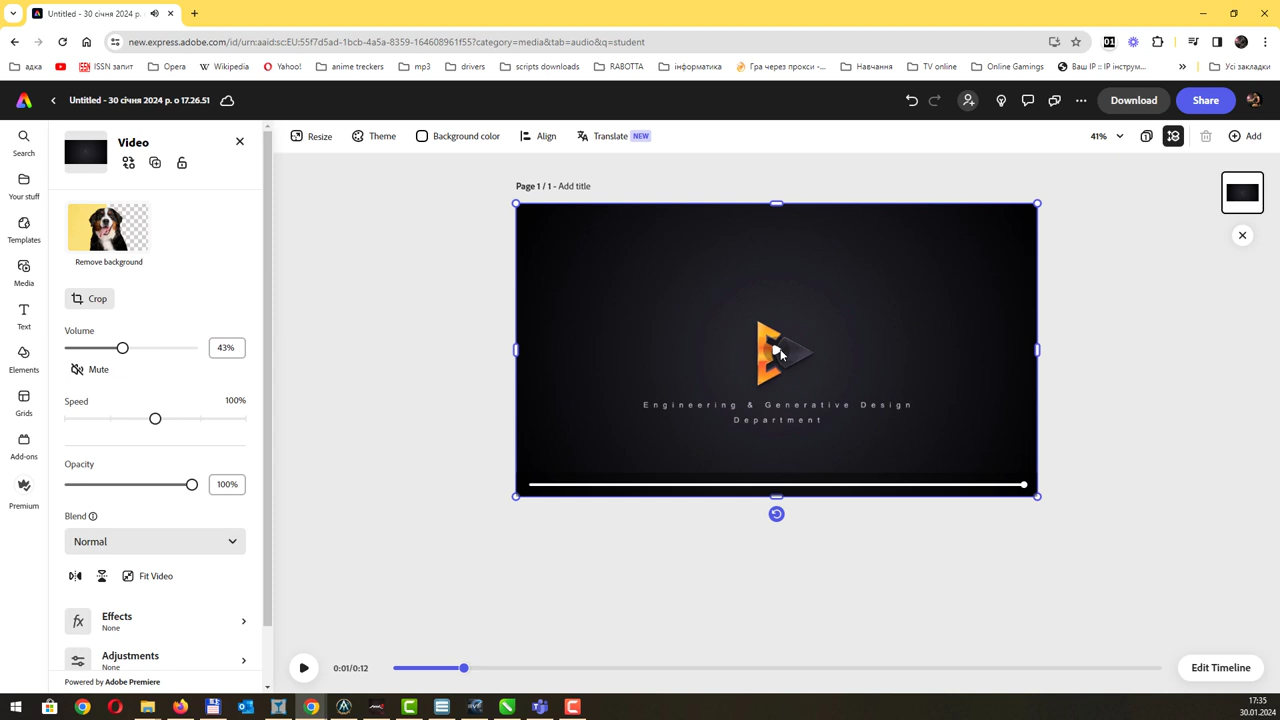 Untitled - 30 січня 2024 р. о
new.express.adobe.com/id/urn:aaid:sc:EU:55f7d5ad-1bcb-4a5a-8359-164608961f55?category=media&tab=audio&q=student
адка
ISSN запит
Opera
Wikipedia
Yahoo!
anime treckers
mp3
drivers
scripts downloads
RABOTTA
інформатика
Гра через прокси -...
Навчання
TV online
Online Gamings
Ваш IP :: IP інструм...
Усі закладки
Untitled - 30 січня 2024 р. о 17.26.51
Download
Share
Search
Your stuff
Templates
Media
Text
Elements
Grids
Add-ons
Premium
Video
Remove background
Crop
Volume
43%
Mute
Speed
100%
Opacity
100%
Blend
Normal
Fit Video
fx
Effects
None
Adjustments
None
Powered by Adobe Premiere
Resize
Theme
Background color
Align
Translate NEW
41%
Add
Page 1 / 1 - Add title
Engineering & Generative Design
Department
0:01/0:12
Edit Timeline
17:35
30.01.2024